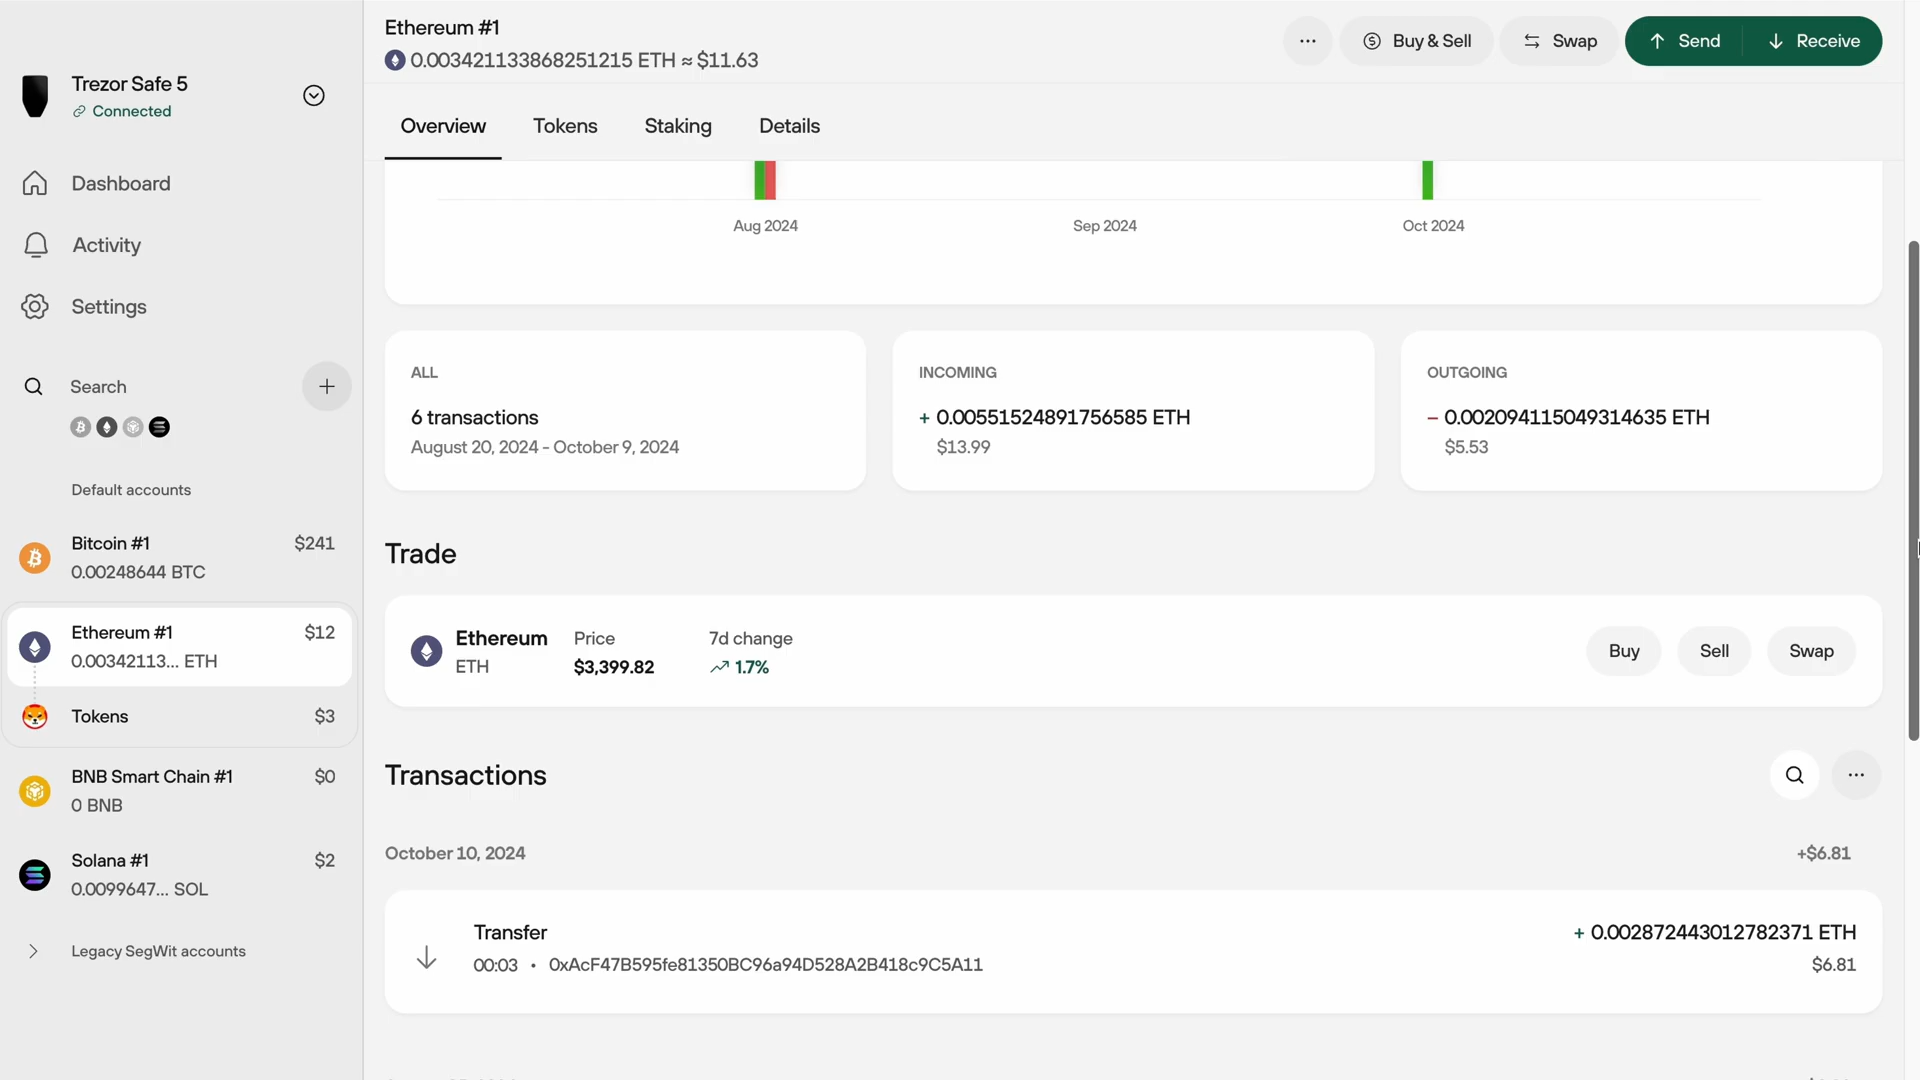 Trezor Safe 5
Connected
Dashboard
Activity
Settings
Search
Default accounts
Bitcoin #1 $241
0.00248644 BTC
Ethereum #1 $12
0.00342113... ETH
Tokens $3
BNB Smart Chain #1 $0
0 BNB
Solana #1 $2
0.0099647... SOL
Legacy SegWit accounts
Ethereum #1
0.003421133868251215 ETH ≈ $11.63
... Buy & Sell Swap Send Receive
Overview Tokens Staking Details
Aug 2024 Sep 2024 Oct 2024
ALL
6 transactions
August 20, 2024 - October 9, 2024
INCOMING
+ 0.00551524891756585 ETH
$13.99
OUTGOING
− 0.002094115049314635 ETH
$5.53
Trade
Ethereum Price 7d change
ETH $3,399.82 1.7%
Buy Sell Swap
Transactions
October 10, 2024 +$6.81
Transfer + 0.002872443012782371 ETH
00:03 • 0xAcF47B595fe81350BC96a94D528A2B418c9C5A11 $6.81